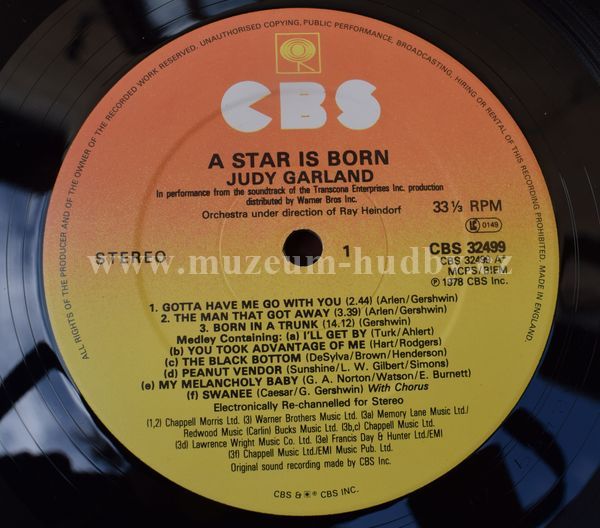 ALL RIGHTS OF THE PRODUCER AND OF THE OWNER OF THE RECORDED WORK RESERVED. UNAUTHORISED COPYING, PUBLIC PERFORMANCE, BROADCASTING, HIRING OR RENTAL OF THIS RECORDING PROHIBITED. MADE IN ENGLAND.
CBS
A STAR IS BORN
JUDY GARLAND
In performance from the soundtrack of the Transcona Enterprises Inc. production
distributed by Warner Bros Inc.
Orchestra under direction of Ray Heindorf
33 ⅓ RPM
LC 0149
STEREO
1
CBS 32499
CBS 32499 A
MCPS/BIEM
℗ 1978 CBS Inc.
www.muzeum-hudby.cz
1. GOTTA HAVE ME GO WITH YOU (2.44) (Arlen/Gershwin)
2. THE MAN THAT GOT AWAY (3.39) (Arlen/Gershwin)
3. BORN IN A TRUNK (14.12) (Gershwin)
Medley Containing: (a) I'LL GET BY (Turk/Ahlert)
(b) YOU TOOK ADVANTAGE OF ME (Hart/Rodgers)
(c) THE BLACK BOTTOM (DeSylva/Brown/Henderson)
(d) PEANUT VENDOR (Sunshine/L. W. Gilbert/Simons)
(e) MY MELANCHOLY BABY (G. A. Norton/Watson/E. Burnett)
(f) SWANEE (Caesar/G. Gershwin) With Chorus
Electronically Re-channelled for Stereo
(1,2) Chappell Morris Ltd. (3) Warner Brothers Music Ltd. (3a) Memory Lane Music Ltd./
Redwood Music (Carlin) Bucks Music Ltd. (3b,c) Chappell Music Ltd.
(3d) Lawrence Wright Music Co. Ltd. (3e) Francis Day & Hunter Ltd./EMI
(3f) Chappell Music Ltd./EMI Music Pub. Ltd.
Original sound recording made by CBS Inc.
CBS & ® CBS INC.